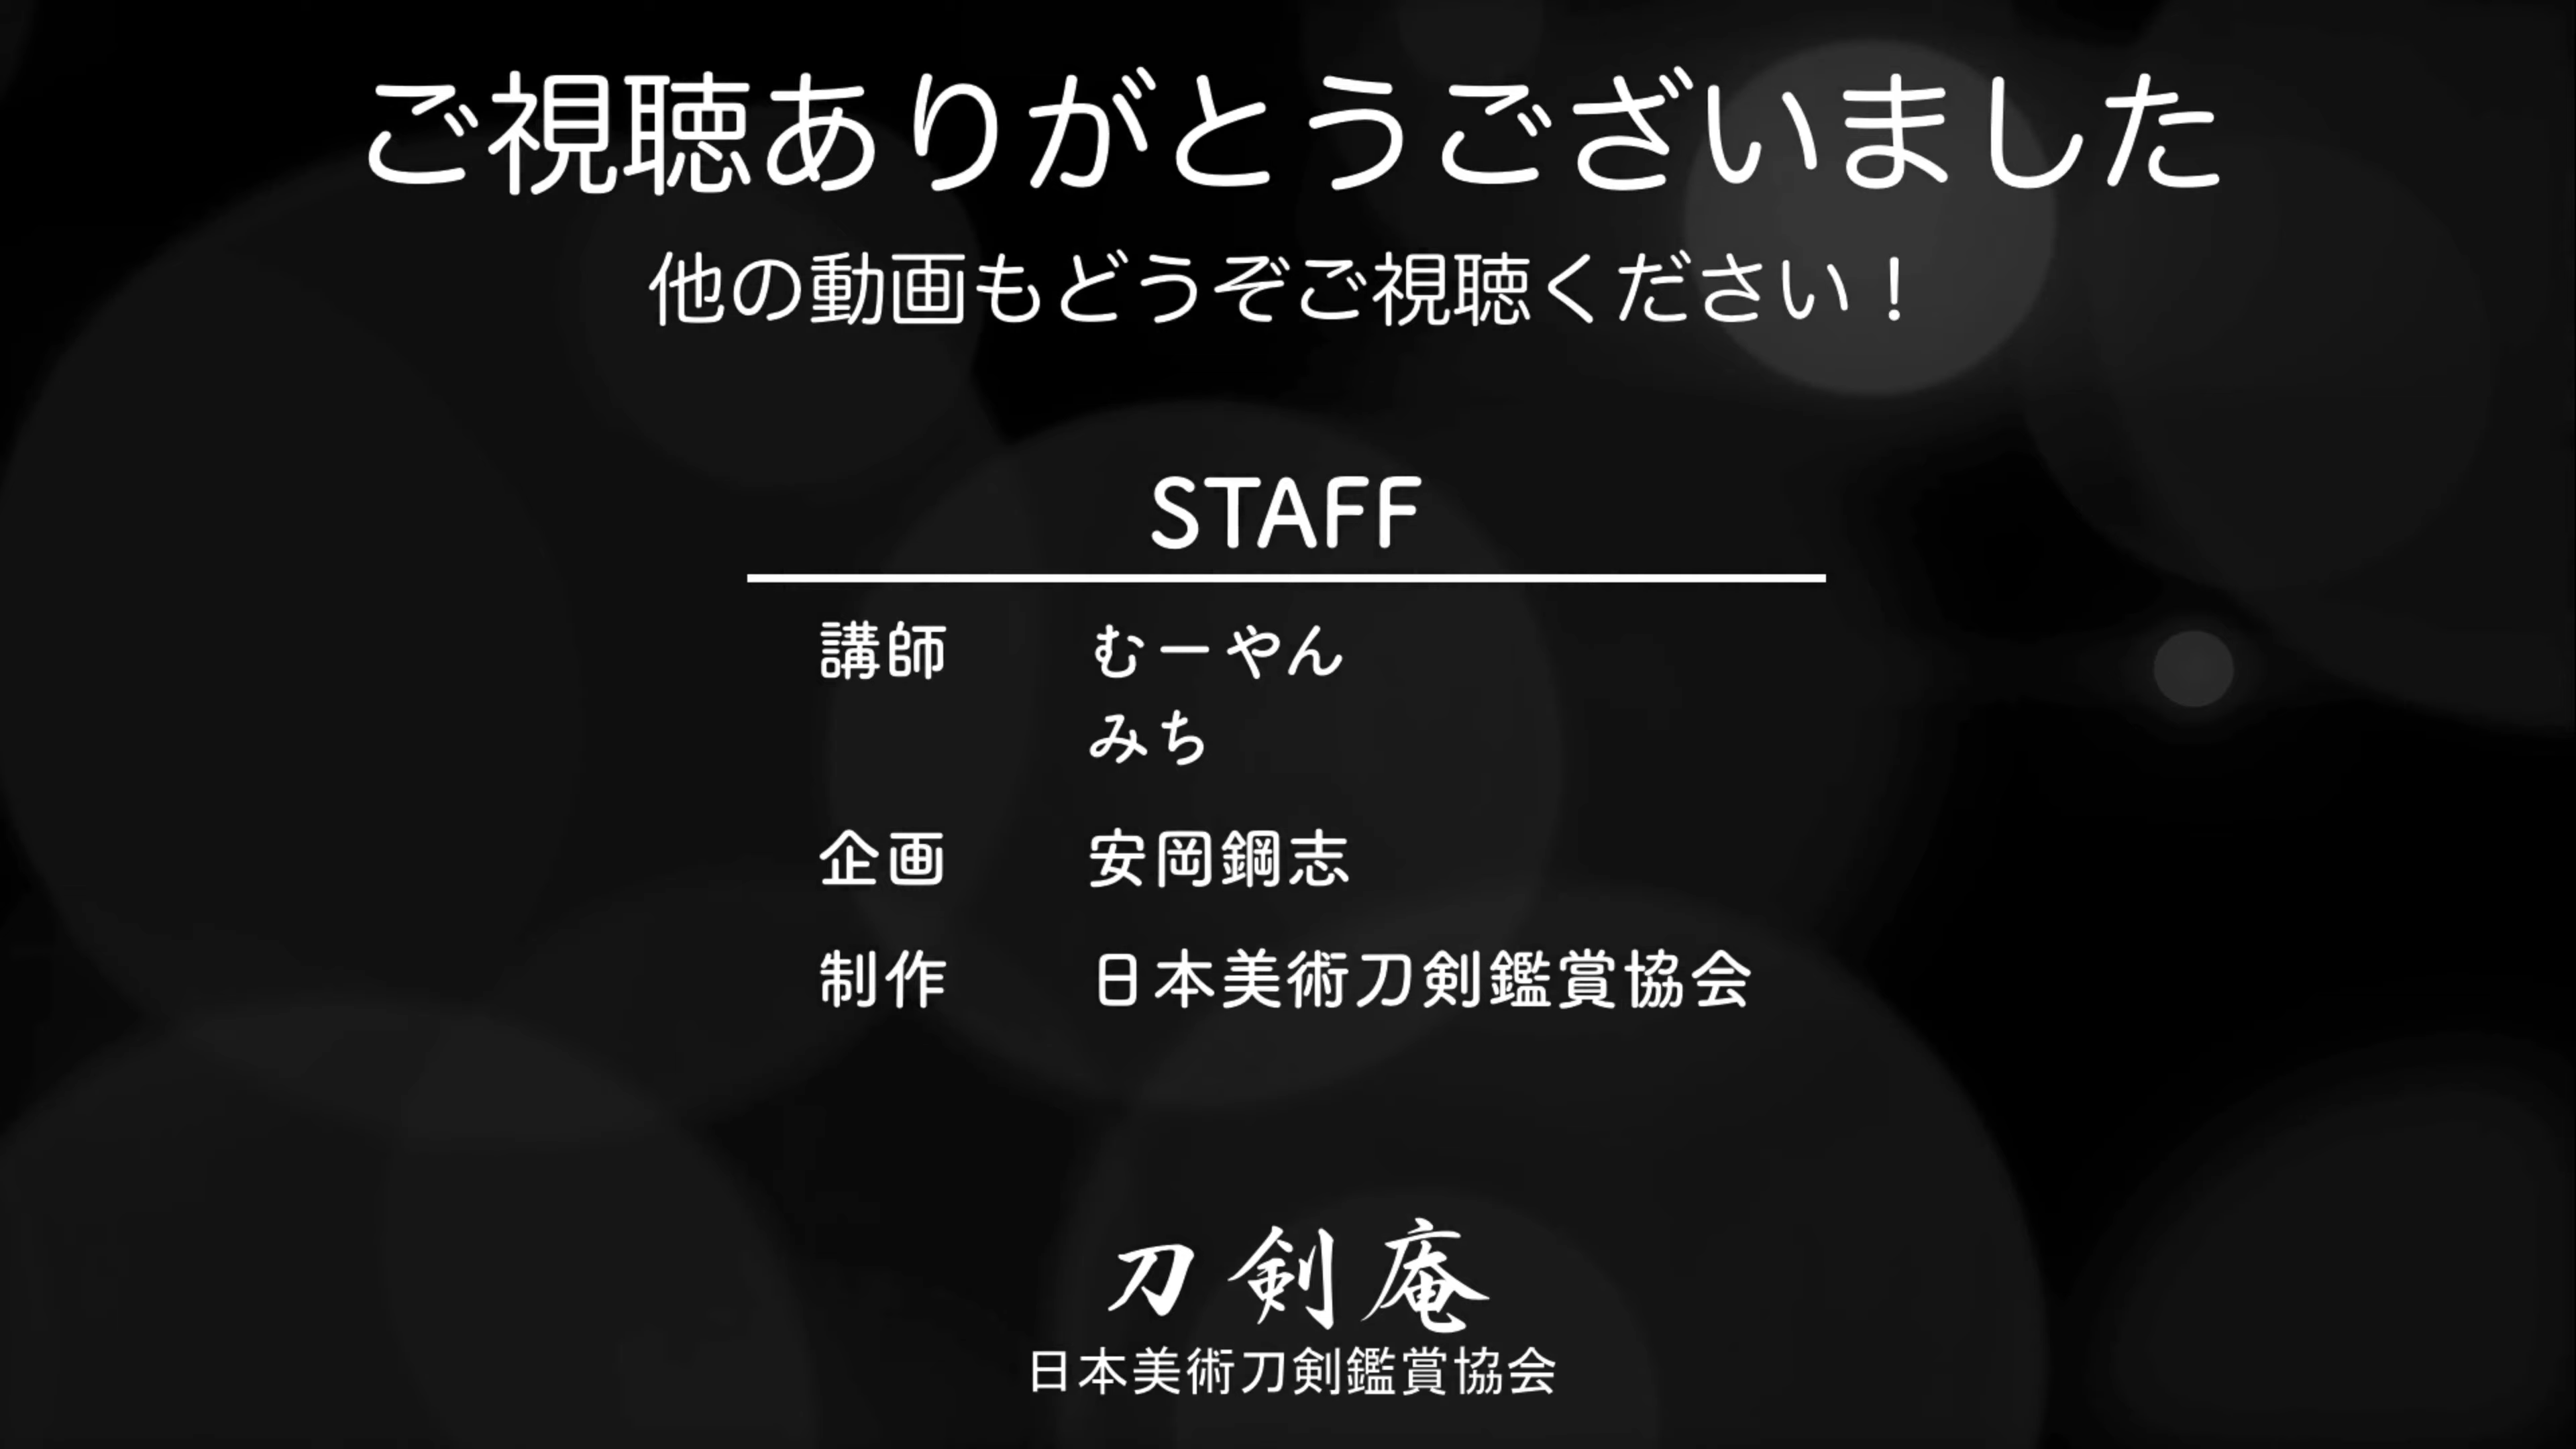 ご視聴ありがとうございました
他の動画もどうぞご視聴ください！
STAFF
講師 むーやん
みち
企画 安岡鋼志
制作 日本美術刀剣鑑賞協会
刀剣庵
日本美術刀剣鑑賞協会